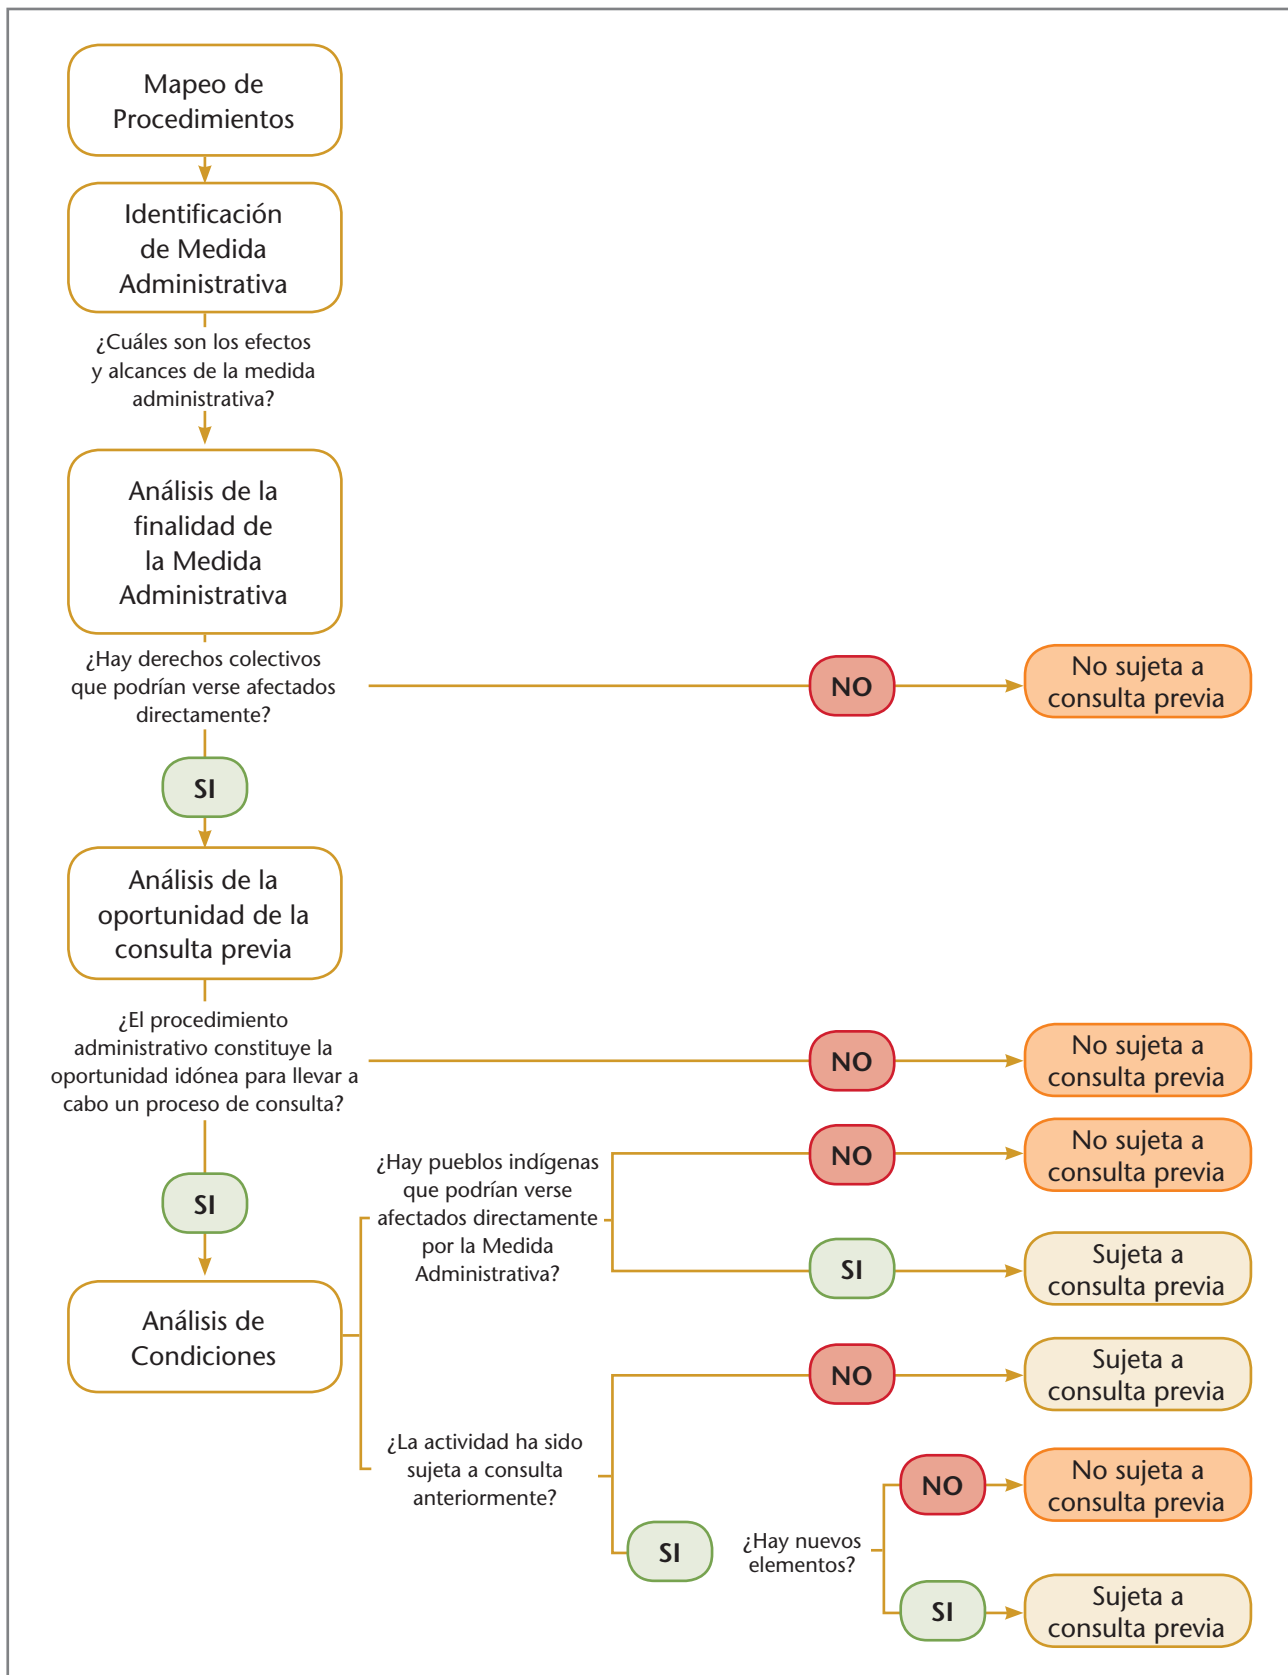 Mapeo de
Procedimientos
Identificación
de Medida
Administrativa
¿Cuáles son los efectos
y alcances de la medida
administrativa?
Análisis de la
finalidad de
la Medida
Administrativa
¿Hay derechos colectivos
que podrían verse afectados
directamente?
NO
No sujeta a
consulta previa
SI
Análisis de la
oportunidad de la
consulta previa
¿El procedimiento
administrativo constituye la
oportunidad idónea para llevar a
cabo un proceso de consulta?
NO
No sujeta a
consulta previa
SI
Análisis de
Condiciones
¿Hay pueblos indígenas
que podrían verse
afectados directamente
por la Medida
Administrativa?
NO
No sujeta a
consulta previa
SI
Sujeta a
consulta previa
¿La actividad ha sido
sujeta a consulta
anteriormente?
NO
Sujeta a
consulta previa
SI
¿Hay nuevos
elementos?
NO
No sujeta a
consulta previa
SI
Sujeta a
consulta previa